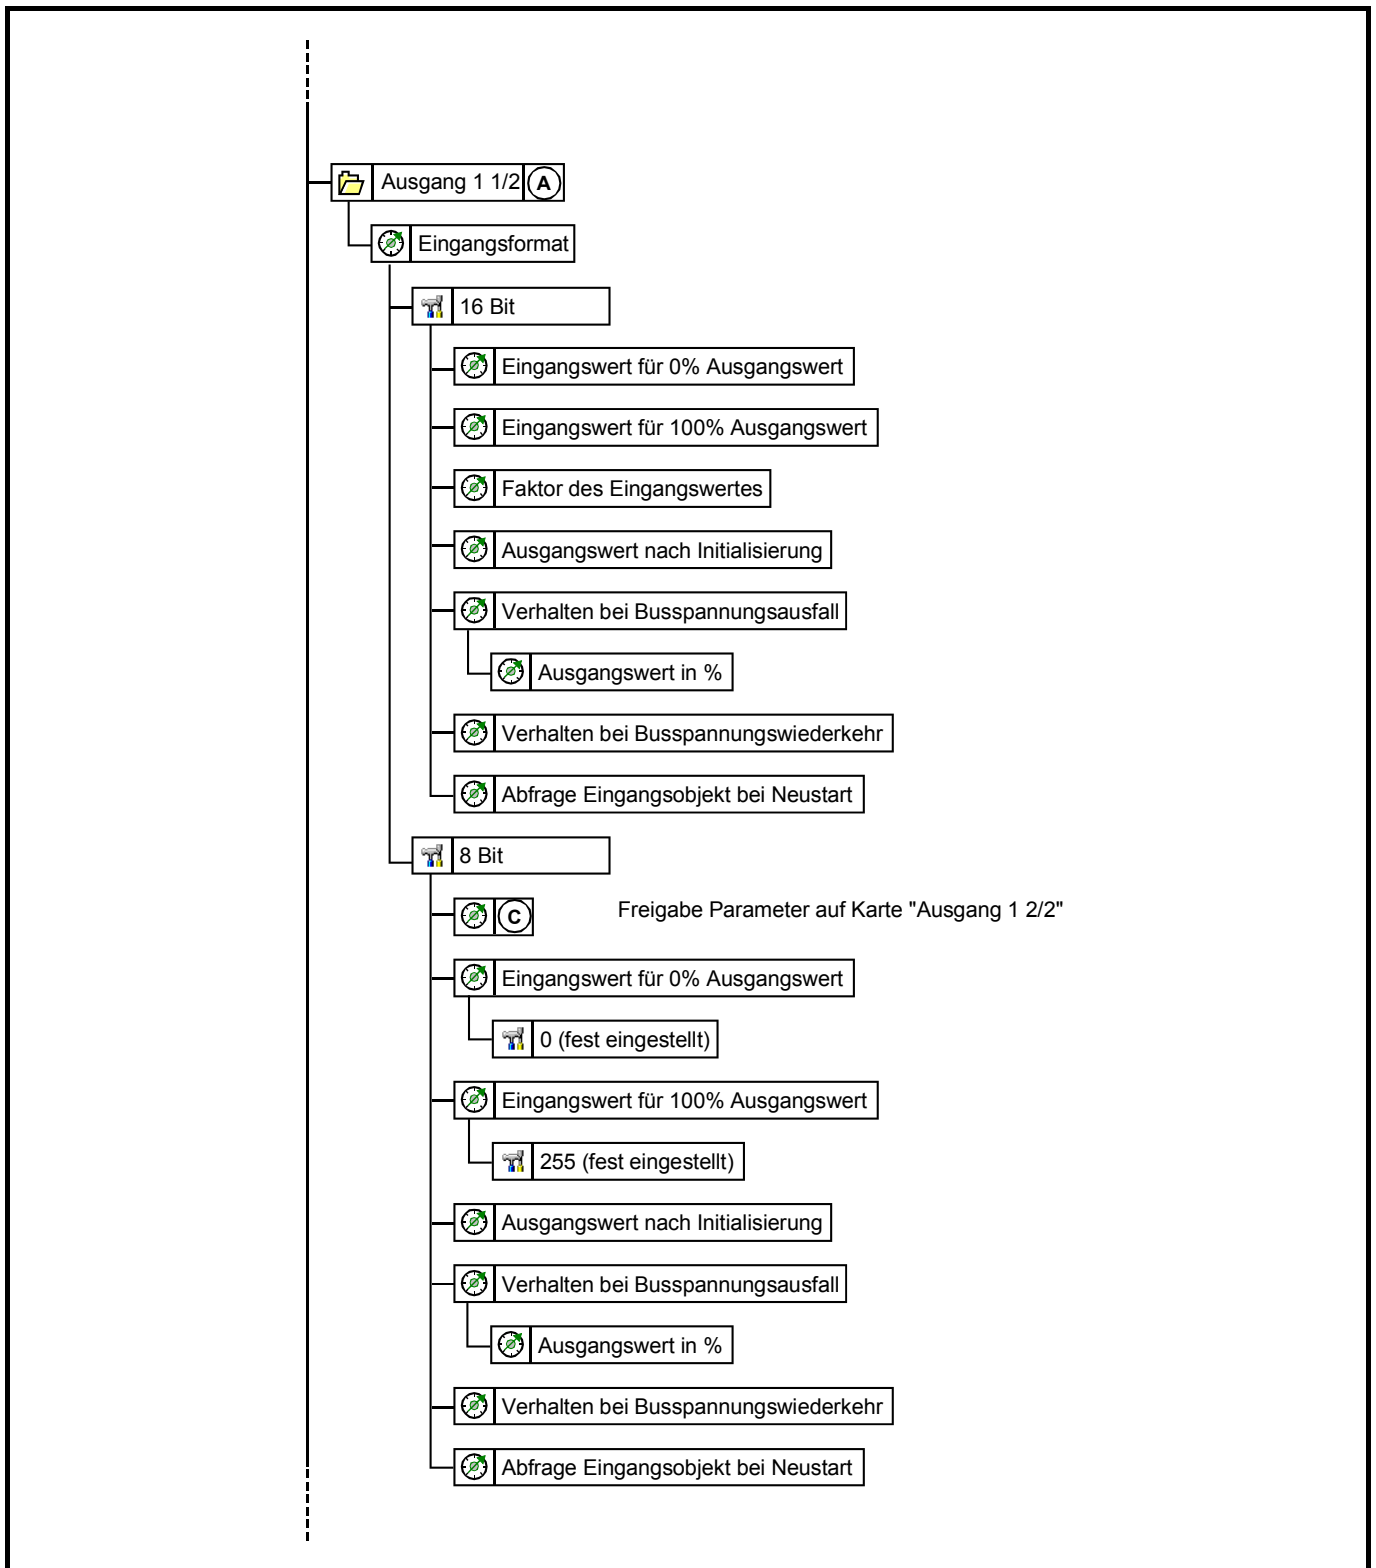 Ausgang 1 1/2 A
Eingangsformat
16 Bit
Eingangswert für 0% Ausgangswert
Eingangswert für 100% Ausgangswert
Faktor des Eingangswertes
Ausgangswert nach Initialisierung
Verhalten bei Busspannungsausfall
Ausgangswert in %
Verhalten bei Busspannungswiederkehr
Abfrage Eingangsobjekt bei Neustart
8 Bit
C Freigabe Parameter auf Karte "Ausgang 1 2/2"
Eingangswert für 0% Ausgangswert
0 (fest eingestellt)
Eingangswert für 100% Ausgangswert
255 (fest eingestellt)
Ausgangswert nach Initialisierung
Verhalten bei Busspannungsausfall
Ausgangswert in %
Verhalten bei Busspannungswiederkehr
Abfrage Eingangsobjekt bei Neustart